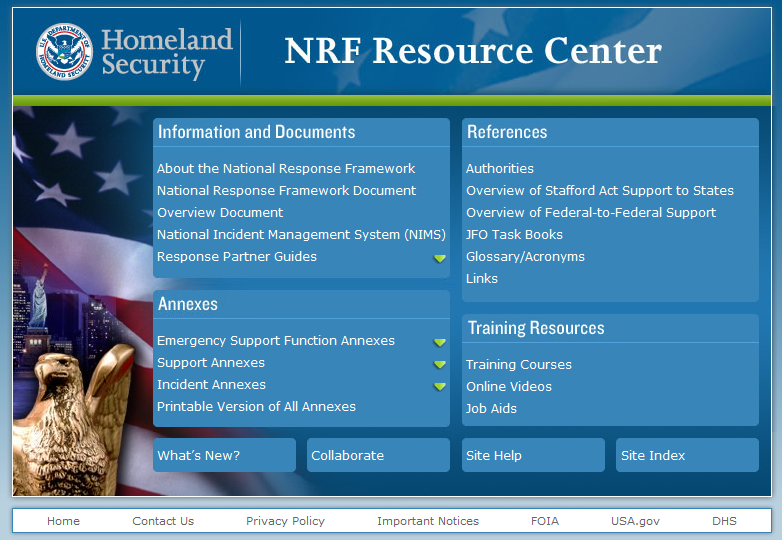 Homeland
Security
NRF Resource Center
Information and Documents
About the National Response Framework
National Response Framework Document
Overview Document
National Incident Management System (NIMS)
Response Partner Guides
Annexes
Emergency Support Function Annexes
Support Annexes
Incident Annexes
Printable Version of All Annexes
References
Authorities
Overview of Stafford Act Support to States
Overview of Federal-to-Federal Support
JFO Task Books
Glossary/Acronyms
Links
Training Resources
Training Courses
Online Videos
Job Aids
What's New?
Collaborate
Site Help
Site Index
Home Contact Us Privacy Policy Important Notices FOIA USA.gov DHS